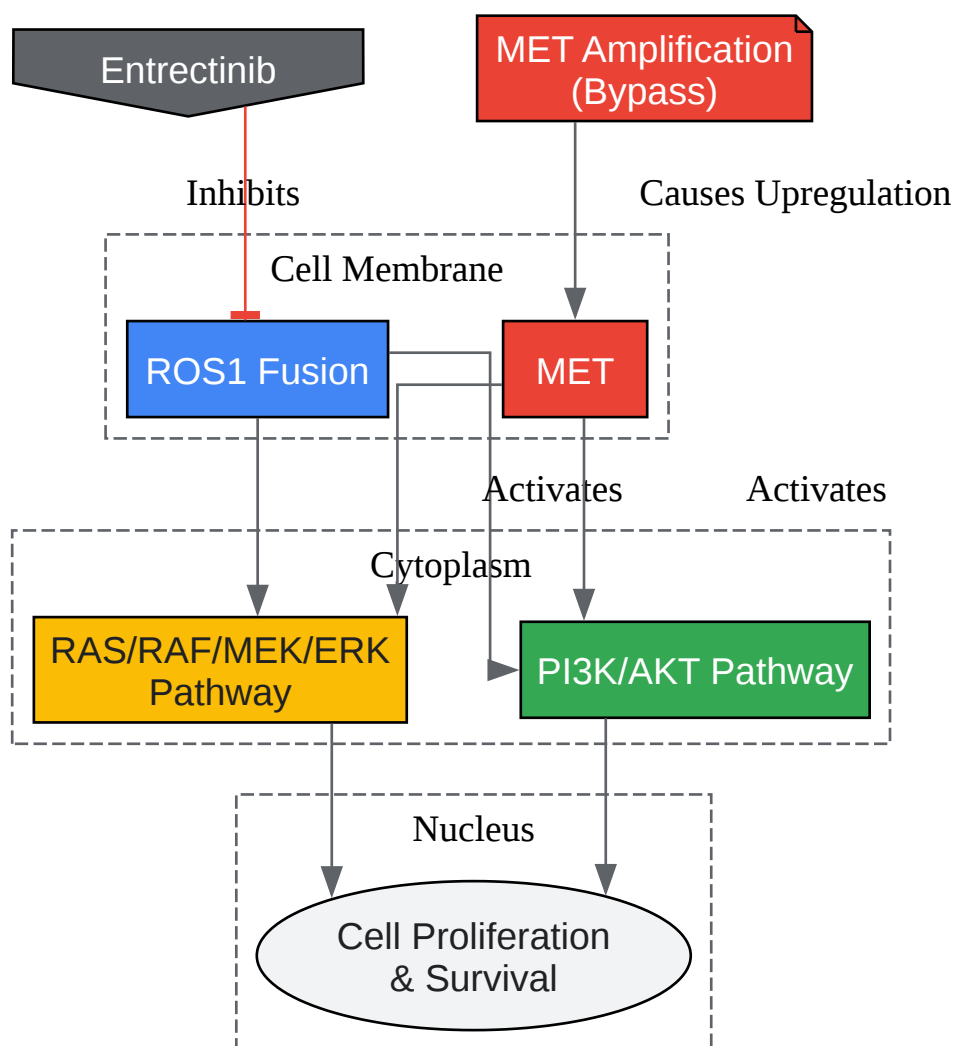 Entrectinib
MET Amplification
(Bypass)
Inhibits
Causes Upregulation
Cell Membrane
ROS1 Fusion
MET
Activates
Activates
Cytoplasm
RAS/RAF/MEK/ERK
Pathway
PI3K/AKT Pathway
Nucleus
Cell Proliferation
& Survival